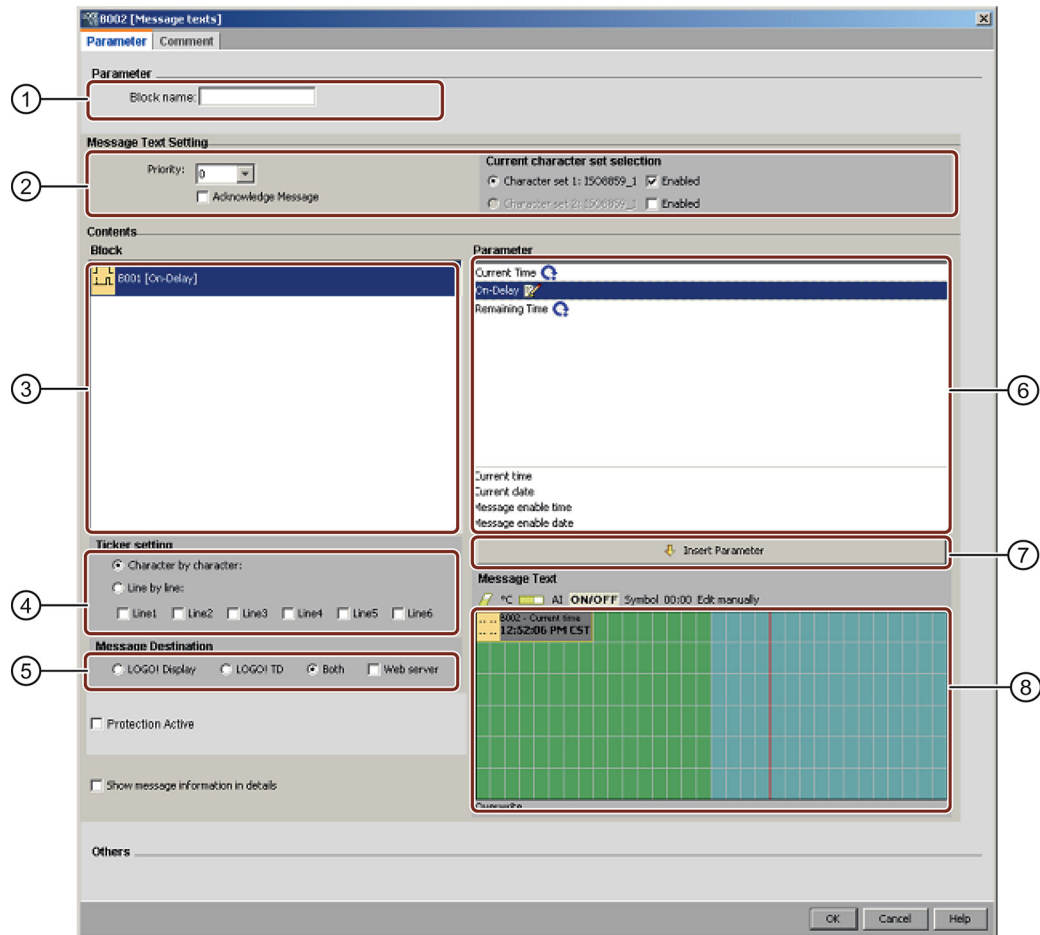 B002 [Message texts]
Parameter Comment
Parameter
1 Block name:
Message Text Setting
Current character set selection
Priority: 0
Character set 1: ISO8859_1 Enabled
2
Acknowledge Message
Character set 2: ISO8859_1 Enabled
Contents
Block
Parameter
B001 [On-Delay]
Current Time
On-Delay
Remaining Time
3
6
Current time
Current date
Message enable time
Message enable date
Ticker setting
Character by character:
Insert Parameter 7
Line by line:
Message Text
4
Line1 Line2 Line3 Line4 Line5 Line6
°C AI ON/OFF Symbol 00:00 Edit manually
B002 - Current time
12:52:06 PM CST
Message Destination
5 LOGO! Display LOGO! TD Both Web server
8
Protection Active
Show message information in details
Overwrite
Others
OK Cancel Help